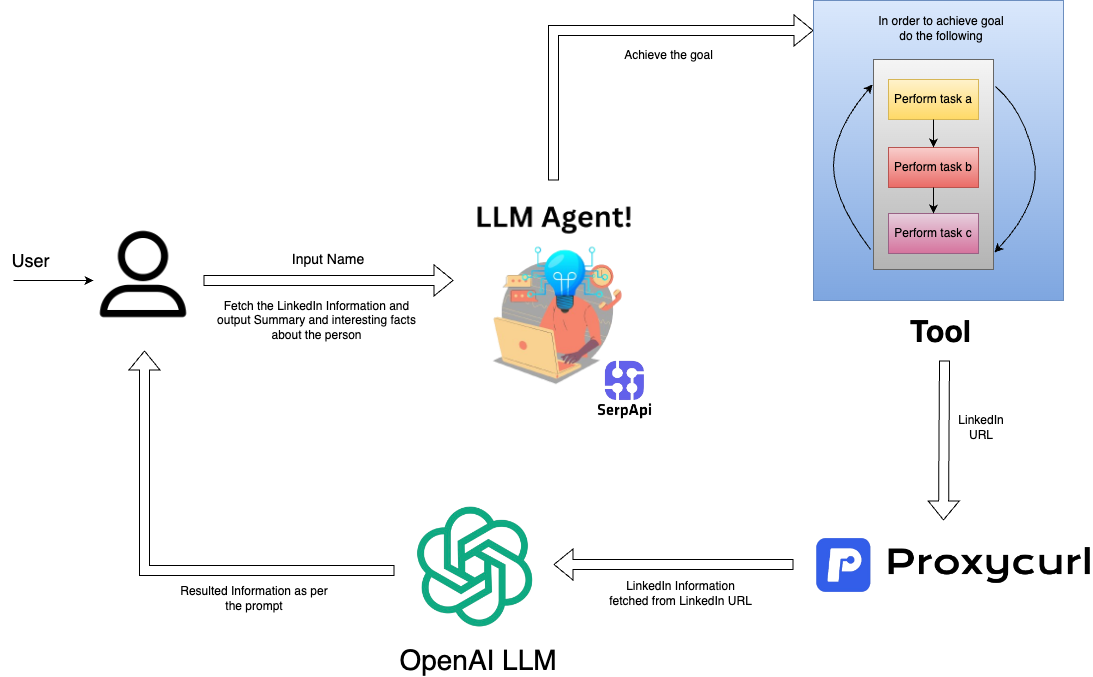 In order to achieve goal
do the following
Achieve the goal
Perform task a
Perform task b
Perform task c
LLM Agent!
User
Input Name
Fetch the LinkedIn Information and
output Summary and interesting facts
about the person
Tool
SerpApi
LinkedIn
URL
Proxycurl
LinkedIn Information
fetched from LinkedIn URL
Resulted Information as per
the prompt
OpenAI LLM